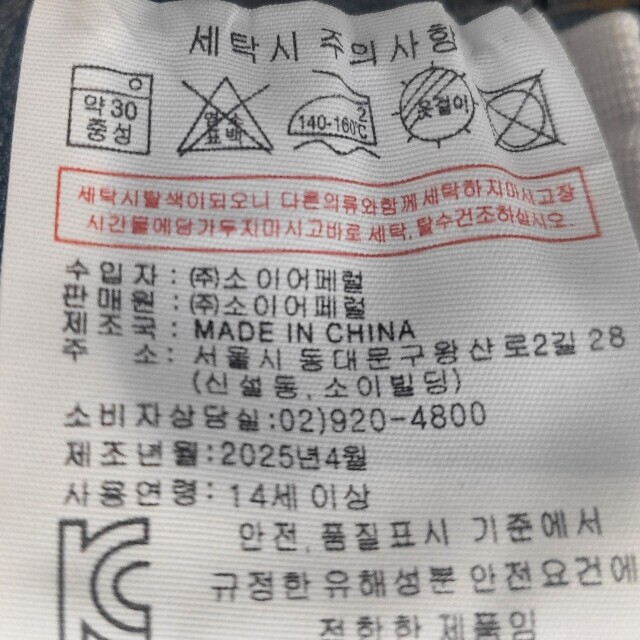 세탁시 주의사항
약 30
중성
염소
표백
2
140-160℃
옷걸이
세탁시탈색이되오니 다른의류와함께세탁하지마시고장
시간물에담가두지마시고바로세탁,탈수건조하십시오.
수 입 자 : ㈜소이어페럴
판 매 원 : ㈜소이어페럴
제 조 국 : MADE IN CHINA
주 소 : 서울시 동대문구왕산로2길 28
(신설동,소이빌딩)
소비자상담실:02)920-4800
제조년월:2025년4월
사용연령:14세이상
안전,품질표시 기준에서
규정한유해성분안전요건에
적합한 제품임